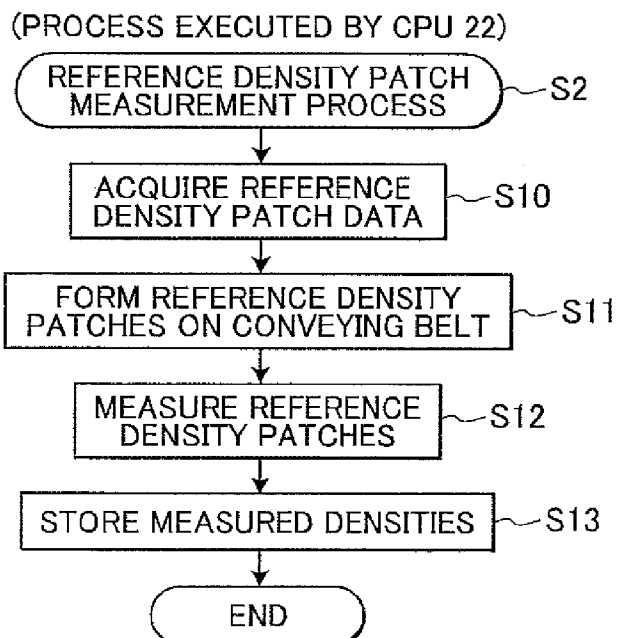 (PROCESS EXECUTED BY CPU 22)
REFERENCE DENSITY PATCH
MEASUREMENT PROCESS
S2
ACQUIRE REFERENCE
DENSITY PATCH DATA
S10
FORM REFERENCE DENSITY
PATCHES ON CONVEYING BELT
S11
MEASURE REFERENCE
DENSITY PATCHES
S12
STORE MEASURED DENSITIES
S13
END